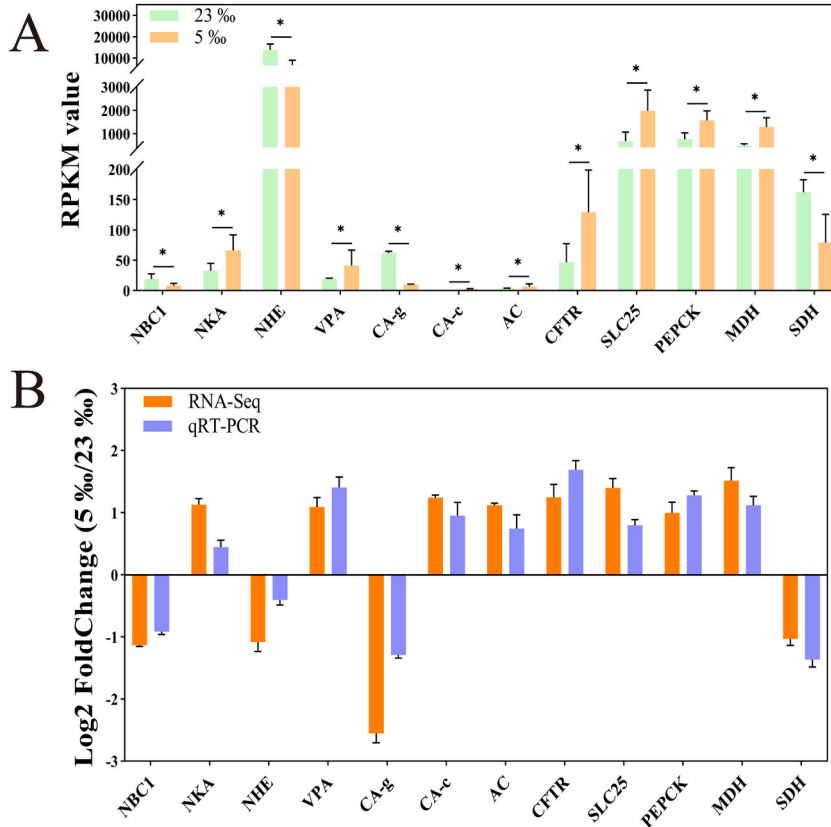 A
23 ‰
5 ‰
RPKM value
30000
20000
10000
3000
2000
1000
200
150
100
50
0
* * * * * * * * * * * *
NBC1 NKA NHE VPA CA-g CA-c AC CFTR SLC25 PEPCK MDH SDH
B
RNA-Seq
qRT-PCR
Log2 FoldChange (5 ‰/23 ‰)
3
2
1
0
-1
-2
-3
NBC1 NKA NHE VPA CA-g CA-c AC CFTR SLC25 PEPCK MDH SDH